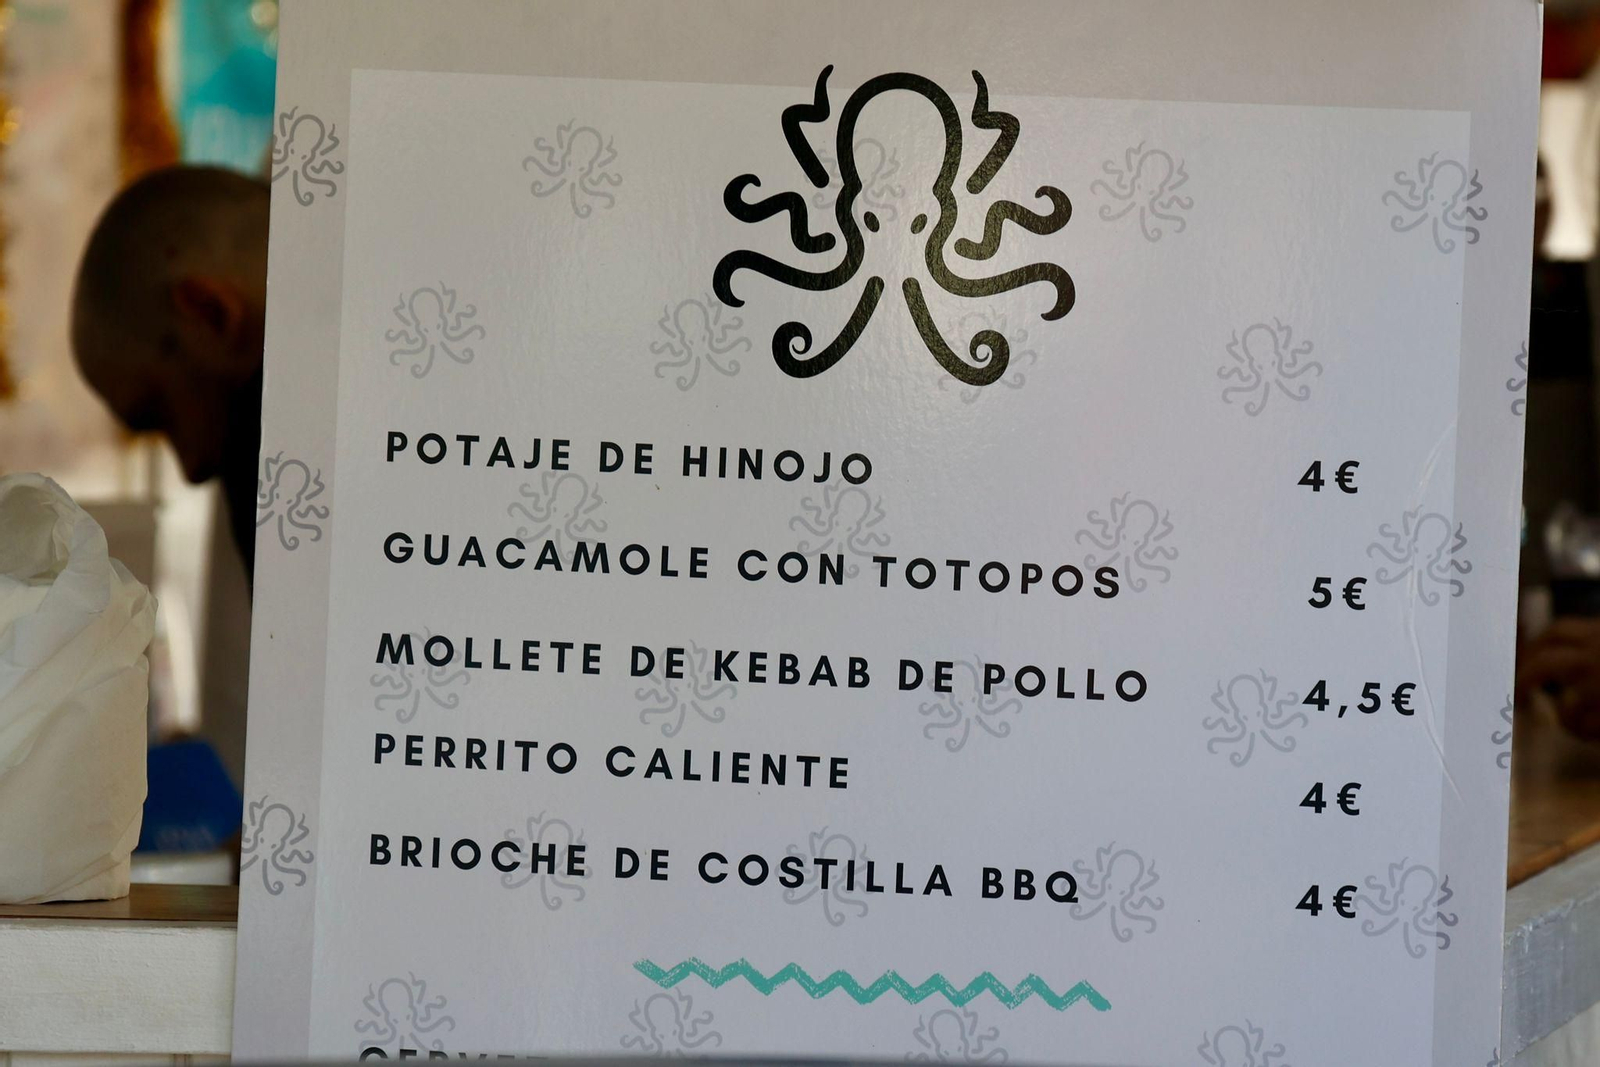 POTAJE DE HINOJO 4€
GUACAMOLE CON TOTOPOS 5€
MOLLETE DE KEBAB DE POLLO 4,5€
PERRITO CALIENTE 4€
BRIOCHE DE COSTILLA BBQ 4€